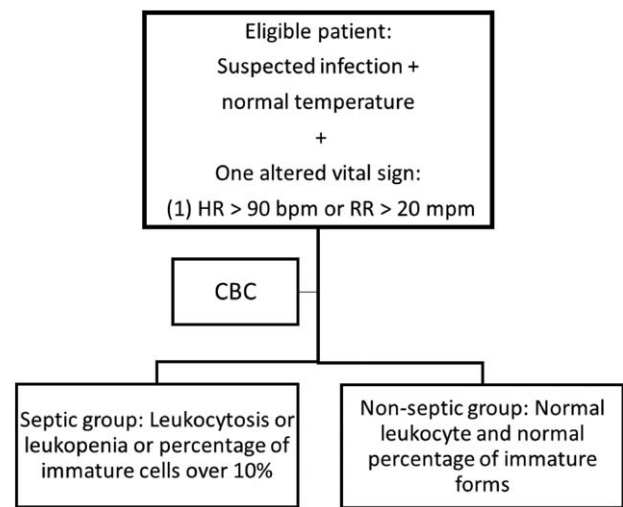 Eligible patient:
Suspected infection +
normal temperature
+
One altered vital sign:
(1) HR > 90 bpm or RR > 20 mpm
CBC
Septic group: Leukocytosis or
leukopenia or percentage of
immature cells over 10%
Non-septic group: Normal
leukocyte and normal
percentage of immature
forms